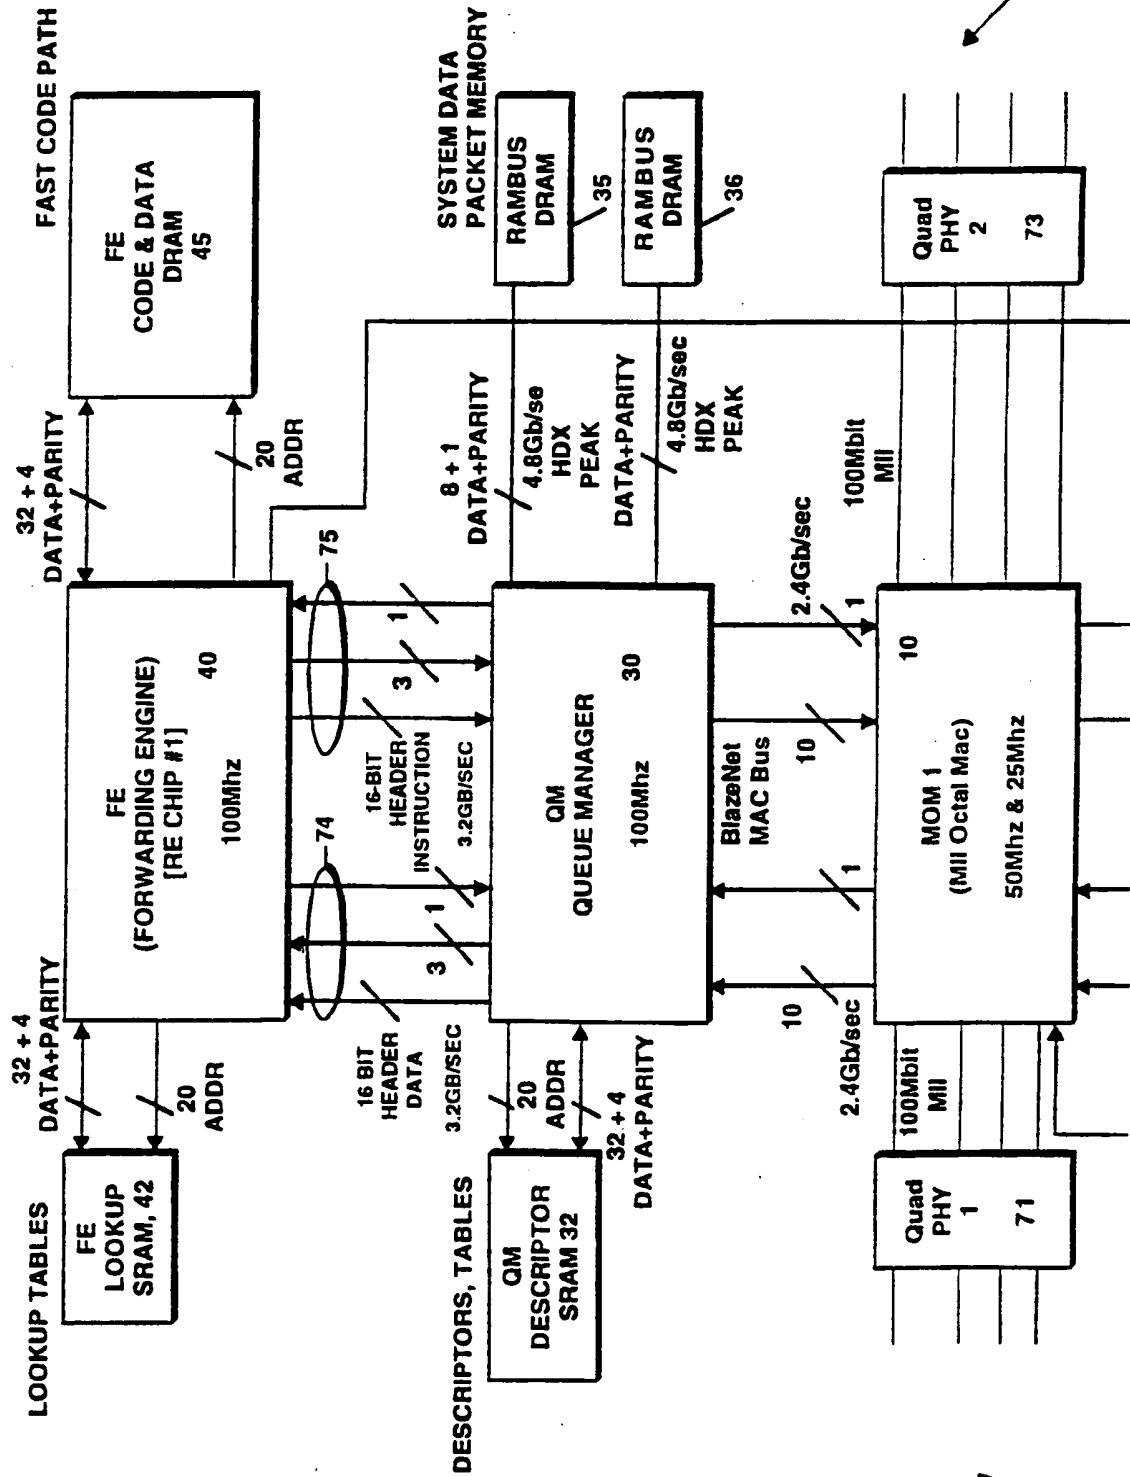 LOOKUP TABLES
FE
LOOKUP
SRAM, 42
32 + 4
DATA+PARITY
20
ADDR
FE
(FORWARDING ENGINE)
[RE CHIP #1]
100Mhz
40
32 + 4
DATA+PARITY
20
ADDR
FAST CODE PATH
FE
CODE & DATA
DRAM
45
74
75
16 BIT
HEADER
DATA
3.2GB/SEC
3
1
16-BIT
HEADER
INSTRUCTION
3.2GB/SEC
3
1
DESCRIPTORS, TABLES
QM
DESCRIPTOR
SRAM 32
20
ADDR
32 + 4
DATA+PARITY
QM
QUEUE MANAGER
100Mhz
30
8 + 1
DATA+PARITY
4.8Gb/se
HDX
PEAK
DATA+PARITY
4.8Gb/sec
HDX
PEAK
SYSTEM DATA
PACKET MEMORY
RAMBUS
DRAM
35
RAMBUS
DRAM
36
10
2.4Gb/sec
1
BlazeNet
MAC Bus
10
2.4Gb/sec
1
Quad
PHY
1
71
100Mbit
MII
MOM 1
(MII Octal Mac)
50Mhz & 25Mhz
10
100Mbit
MII
Quad
PHY
2
73